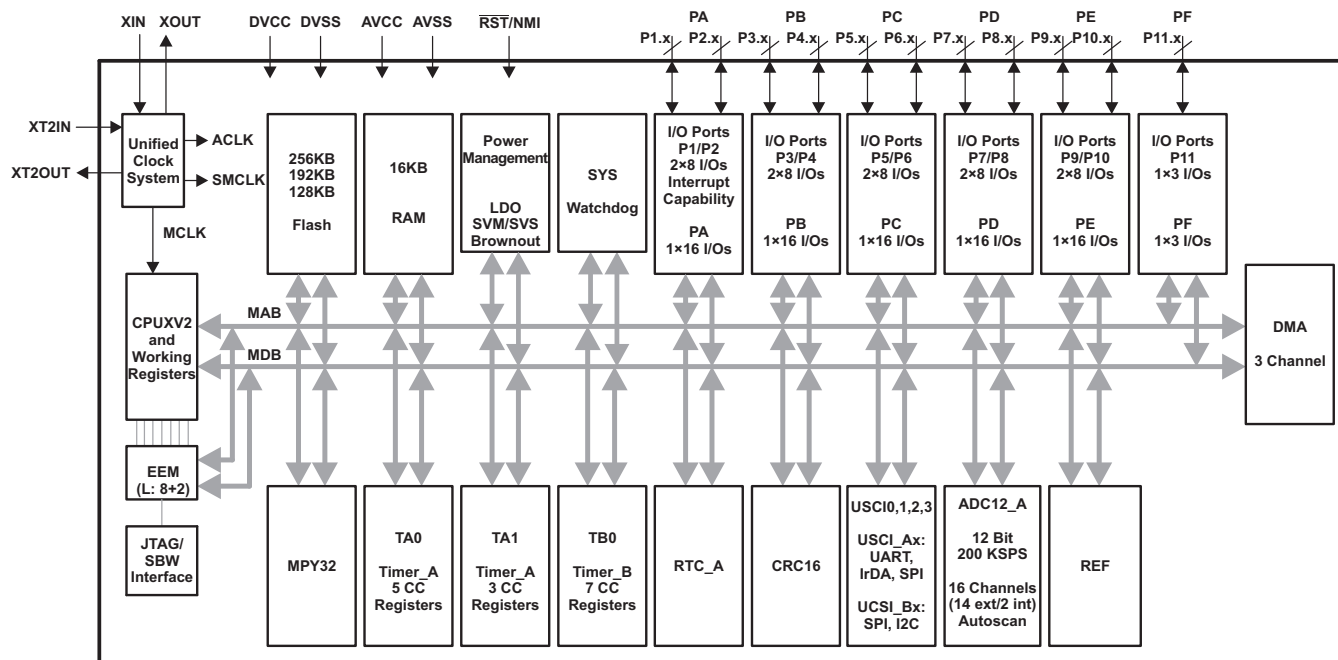 XIN XOUT DVCC DVSS AVCC AVSS RST/NMI
PA PB PC PD PE PF
P1.x P2.x P3.x P4.x P5.x P6.x P7.x P8.x P9.x P10.x P11.x
XT2IN
XT2OUT
Unified
Clock
System
ACLK
SMCLK
MCLK
256KB
192KB
128KB
Flash
16KB
RAM
Power
Management
LDO
SVM/SVS
Brownout
SYS
Watchdog
I/O Ports
P1/P2
2×8 I/Os
Interrupt
Capability
PA
1×16 I/Os
I/O Ports
P3/P4
2×8 I/Os
PB
1×16 I/Os
I/O Ports
P5/P6
2×8 I/Os
PC
1×16 I/Os
I/O Ports
P7/P8
2×8 I/Os
PD
1×16 I/Os
I/O Ports
P9/P10
2×8 I/Os
PE
1×16 I/Os
I/O Ports
P11
1×3 I/Os
PF
1×3 I/Os
CPUXV2
and
Working
Registers
MAB
MDB
DMA
3 Channel
EEM
(L: 8+2)
JTAG/
SBW
Interface
MPY32
TA0
Timer_A
5 CC
Registers
TA1
Timer_A
3 CC
Registers
TB0
Timer_B
7 CC
Registers
RTC_A
CRC16
USCI0,1,2,3
USCI_Ax:
UART,
IrDA, SPI
UCSI_Bx:
SPI, I2C
ADC12_A
12 Bit
200 KSPS
16 Channels
(14 ext/2 int)
Autoscan
REF